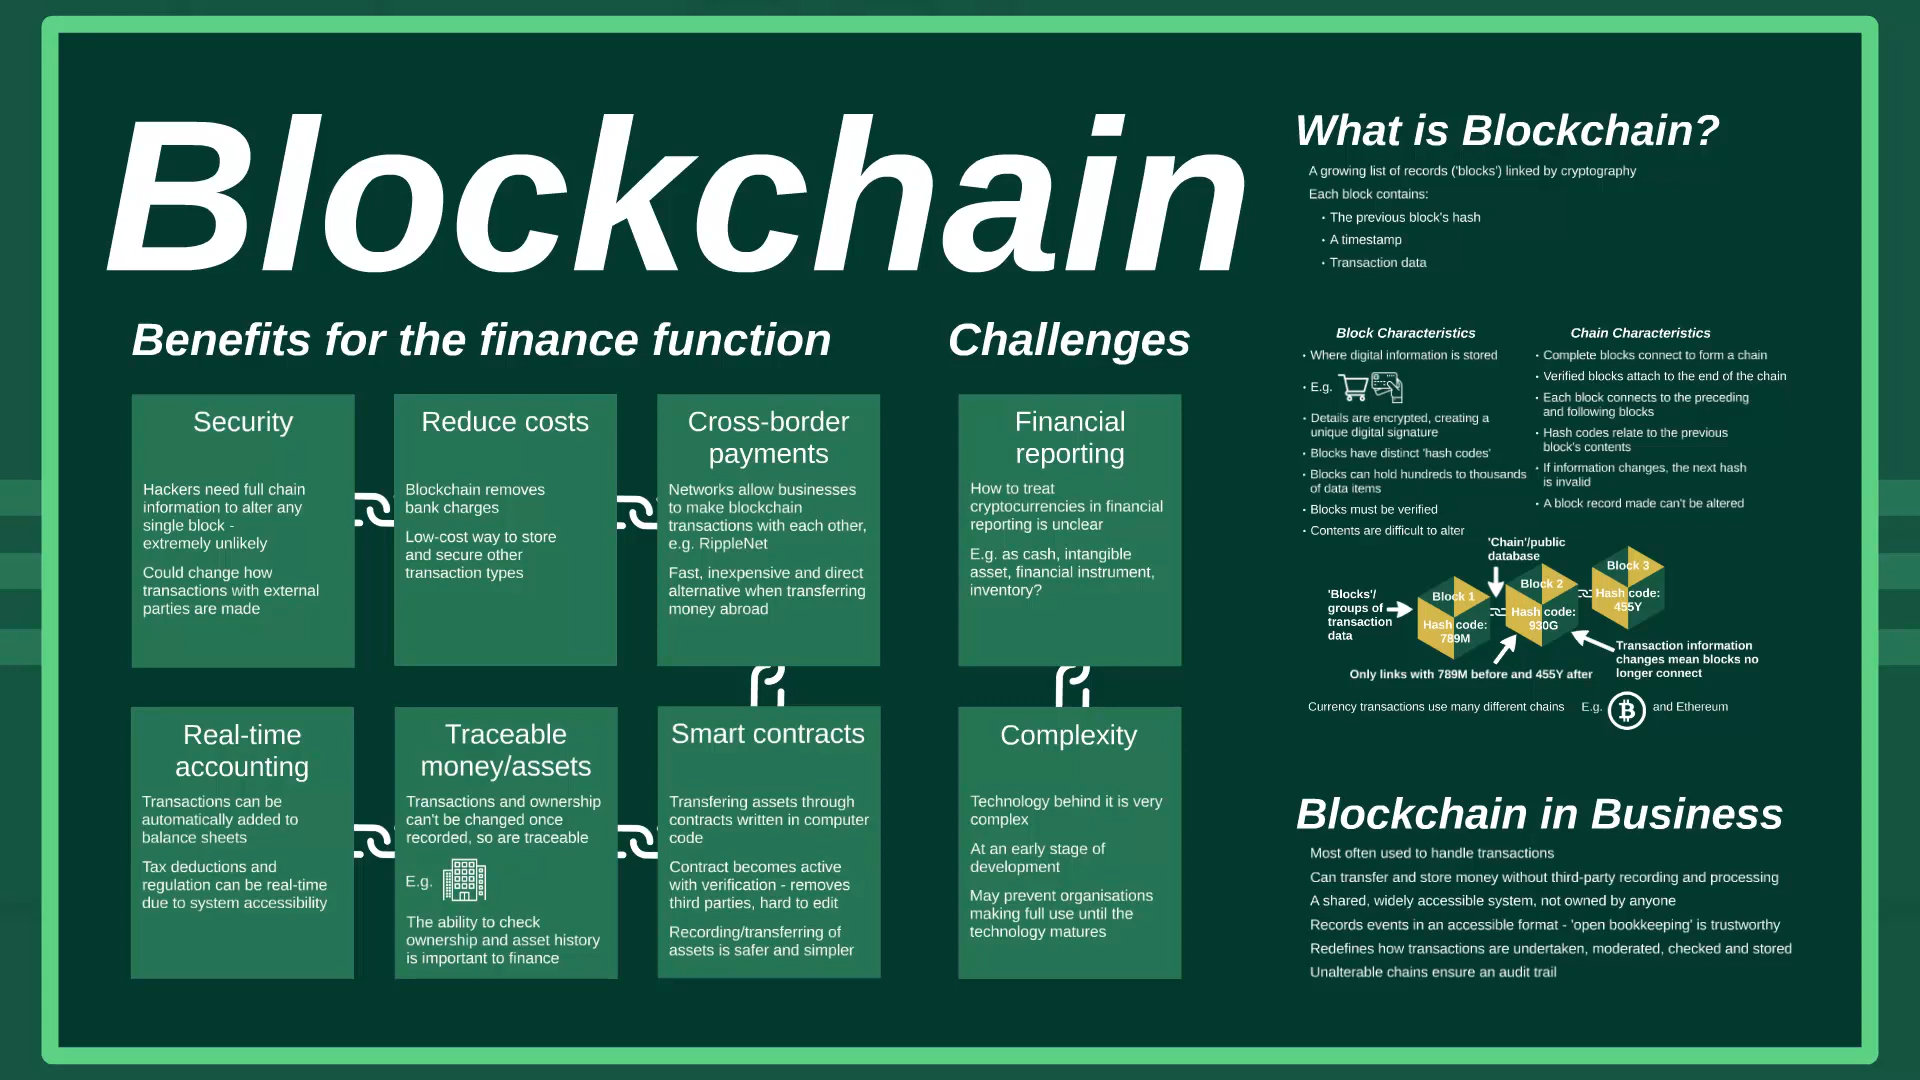 Blockchain
Benefits for the finance function
Security
Hackers need full chain
information to alter any
single block -
extremely unlikely
Could change how
transactions with external
parties are made
Reduce costs
Blockchain removes
bank charges
Low-cost way to store
and secure other
transaction types
Cross-border
payments
Networks allow businesses
to make blockchain
transactions with each other,
e.g. RippleNet
Fast, inexpensive and direct
alternative when transferring
money abroad
Real-time
accounting
Transactions can be
automatically added to
balance sheets
Tax deductions and
regulation can be real-time
due to system accessibility
Traceable
money/assets
Transactions and ownership
can't be changed once
recorded, so are traceable
E.g.
The ability to check
ownership and asset history
is important to finance
Smart contracts
Transfering assets through
contracts written in computer
code
Contract becomes active
with verification - removes
third parties, hard to edit
Recording/transferring of
assets is safer and simpler
Challenges
Financial
reporting
How to treat
cryptocurrencies in financial
reporting is unclear
E.g. as cash, intangible
asset, financial instrument,
inventory?
Complexity
Technology behind it is very
complex
At an early stage of
development
May prevent organisations
making full use until the
technology matures
What is Blockchain?
A growing list of records ('blocks') linked by cryptography
Each block contains:
• The previous block's hash
• A timestamp
• Transaction data
Block Characteristics
• Where digital information is stored
• E.g.
• Details are encrypted, creating a
unique digital signature
• Blocks have distinct 'hash codes'
• Blocks can hold hundreds to thousands
of data items
• Blocks must be verified
• Contents are difficult to alter
Chain Characteristics
• Complete blocks connect to form a chain
• Verified blocks attach to the end of the chain
• Each block connects to the preceding
and following blocks
• Hash codes relate to the previous
block's contents
• If information changes, the next hash
is invalid
• A block record made can't be altered
'Chain'/public
database
'Blocks'/
groups of
transaction
data
Block 1
Hash code:
789M
Block 2
Hash code:
930G
Block 3
Hash code:
455Y
Only links with 789M before and 455Y after
Transaction information
changes mean blocks no
longer connect
Currency transactions use many different chains E.g. ₿ and Ethereum
Blockchain in Business
Most often used to handle transactions
Can transfer and store money without third-party recording and processing
A shared, widely accessible system, not owned by anyone
Records events in an accessible format - 'open bookkeeping' is trustworthy
Redefines how transactions are undertaken, moderated, checked and stored
Unalterable chains ensure an audit trail